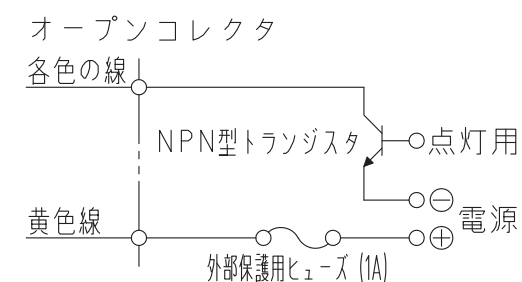 オープンコレクタ
各色の線
NPN型トランジスタ
点灯用
⊖
電源
黄色線
⊕
外部保護用ヒューズ (1A)